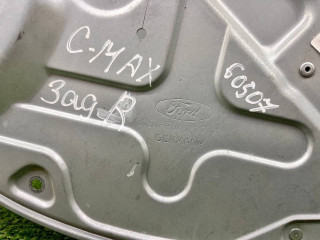 C-MAX
Зад R
60307
Ford
GERMANY